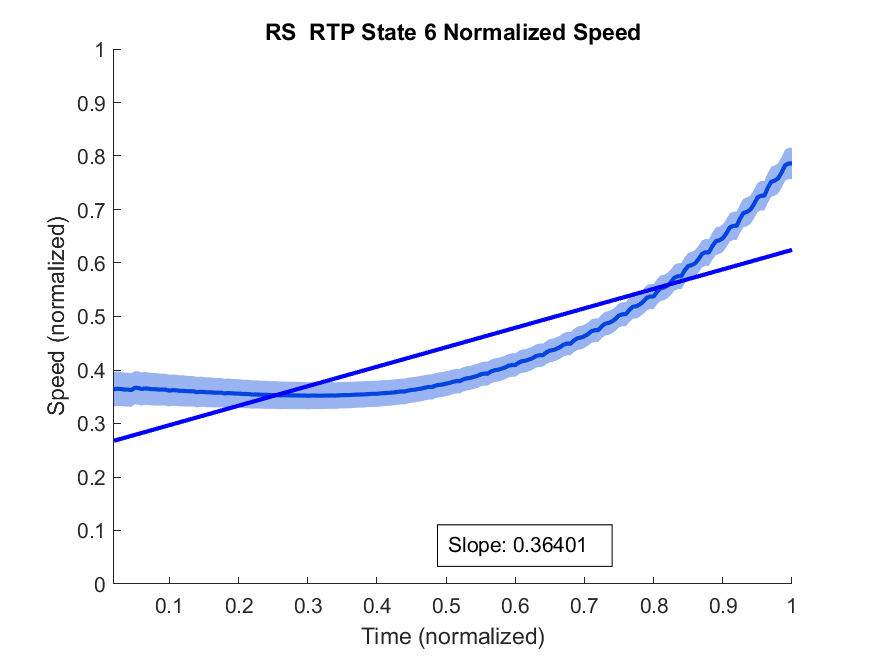 RS  RTP State 6 Normalized Speed
1
0.9
0.8
0.7
0.6
0.5
0.4
0.3
0.2
0.1
0
Speed (normalized)
Slope: 0.36401
0.1 0.2 0.3 0.4 0.5 0.6 0.7 0.8 0.9 1
Time (normalized)